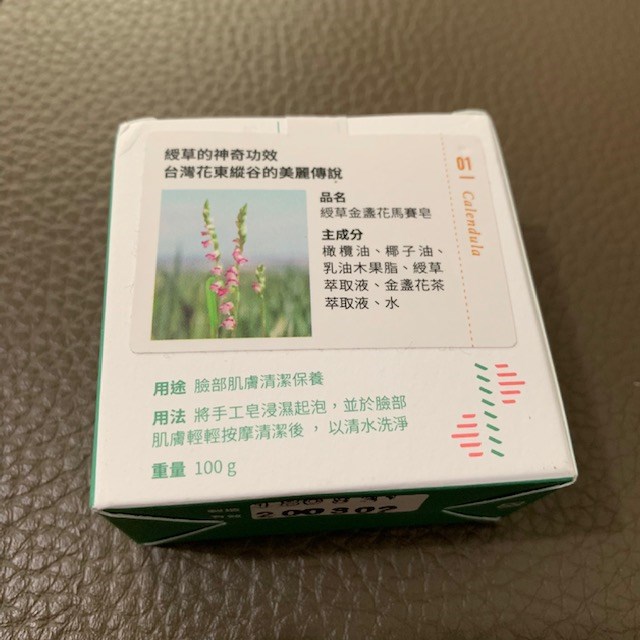 綬草的神奇功效
台灣花東縱谷的美麗傳說
01 | Calendula
品名
綬草金盞花馬賽皂
主成分
橄欖油、椰子油、
乳油木果脂、綬草
萃取液、金盞花茶
萃取液、水
用途 臉部肌膚清潔保養
用法 將手工皂浸濕起泡，並於臉部
肌膚輕輕按摩清潔後，以清水洗淨
重量 100 g